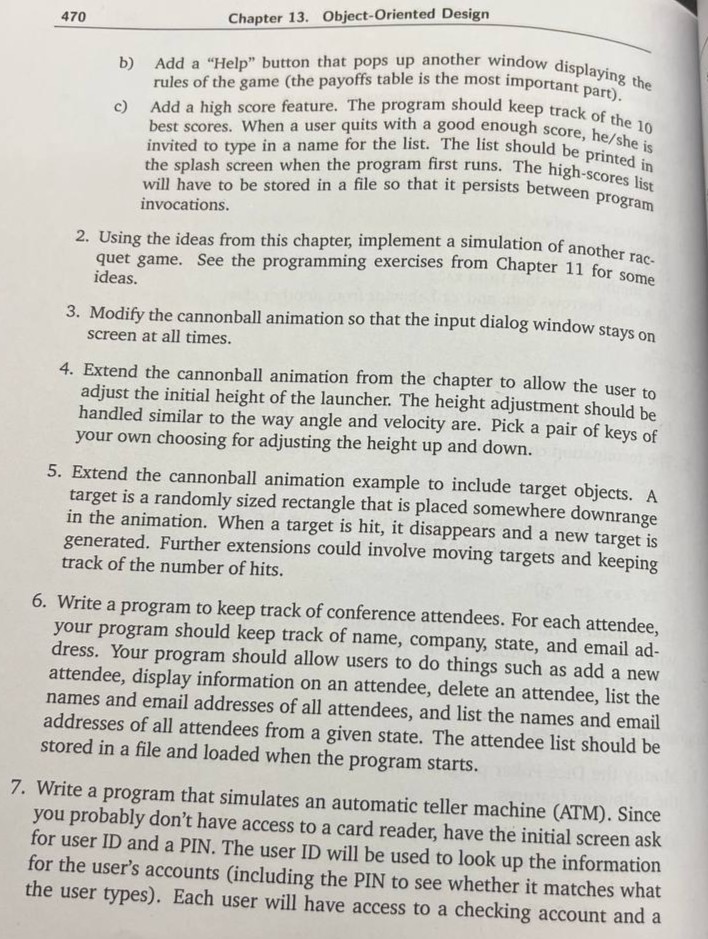 470 Chapter 13. Object-Oriented Design
b) Add a “Help” button that pops up another window displaying the
rules of the game (the payoffs table is the most important part).
c) Add a high score feature. The program should keep track of the 10
best scores. When a user quits with a good enough score, he/she is
invited to type in a name for the list. The list should be printed in
the splash screen when the program first runs. The high-scores list
will have to be stored in a file so that it persists between program
invocations.
2. Using the ideas from this chapter, implement a simulation of another rac-
quet game. See the programming exercises from Chapter 11 for some
ideas.
3. Modify the cannonball animation so that the input dialog window stays on
screen at all times.
4. Extend the cannonball animation from the chapter to allow the user to
adjust the initial height of the launcher. The height adjustment should be
handled similar to the way angle and velocity are. Pick a pair of keys of
your own choosing for adjusting the height up and down.
5. Extend the cannonball animation example to include target objects. A
target is a randomly sized rectangle that is placed somewhere downrange
in the animation. When a target is hit, it disappears and a new target is
generated. Further extensions could involve moving targets and keeping
track of the number of hits.
6. Write a program to keep track of conference attendees. For each attendee,
your program should keep track of name, company, state, and email ad-
dress. Your program should allow users to do things such as add a new
attendee, display information on an attendee, delete an attendee, list the
names and email addresses of all attendees, and list the names and email
addresses of all attendees from a given state. The attendee list should be
stored in a file and loaded when the program starts.
7. Write a program that simulates an automatic teller machine (ATM). Since
you probably don’t have access to a card reader, have the initial screen ask
for user ID and a PIN. The user ID will be used to look up the information
for the user’s accounts (including the PIN to see whether it matches what
the user types). Each user will have access to a checking account and a